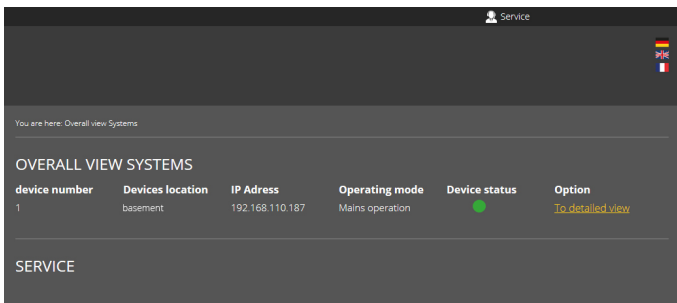 Service
You are here: Overall view Systems
OVERALL VIEW SYSTEMS
device number Devices location IP Adress Operating mode Device status Option
1 basement 192.168.110.187 Mains operation To detailed view
SERVICE